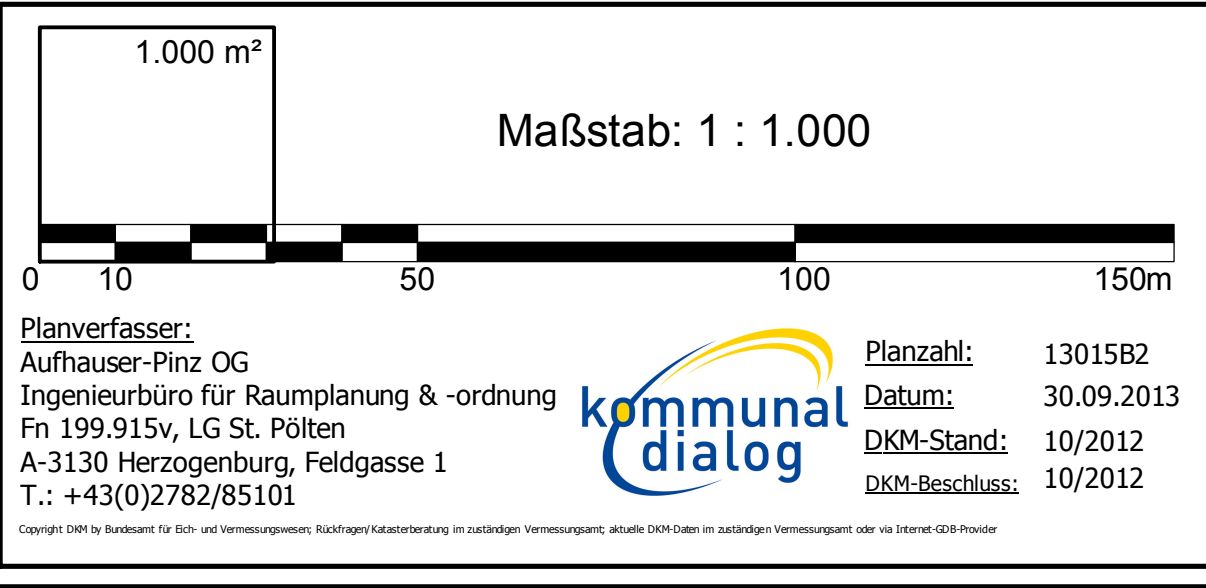 1.000 m²
Maßstab: 1 : 1.000
0 10 50 100 150m
Planverfasser:
Aufhauser-Pinz OG
Ingenieurbüro für Raumplanung & -ordnung
Fn 199.915v, LG St. Pölten
A-3130 Herzogenburg, Feldgasse 1
T.: +43(0)2782/85101
kommunal
dialog
Planzahl: 13015B2
Datum: 30.09.2013
DKM-Stand: 10/2012
DKM-Beschluss: 10/2012
Copyright DKM by Bundesamt für Eich- und Vermessungswesen; Rückfragen/Katasterberatung im zuständigen Vermessungsamt; aktuelle DKM-Daten im zuständigen Vermessungsamt oder via Internet-GDB-Provider